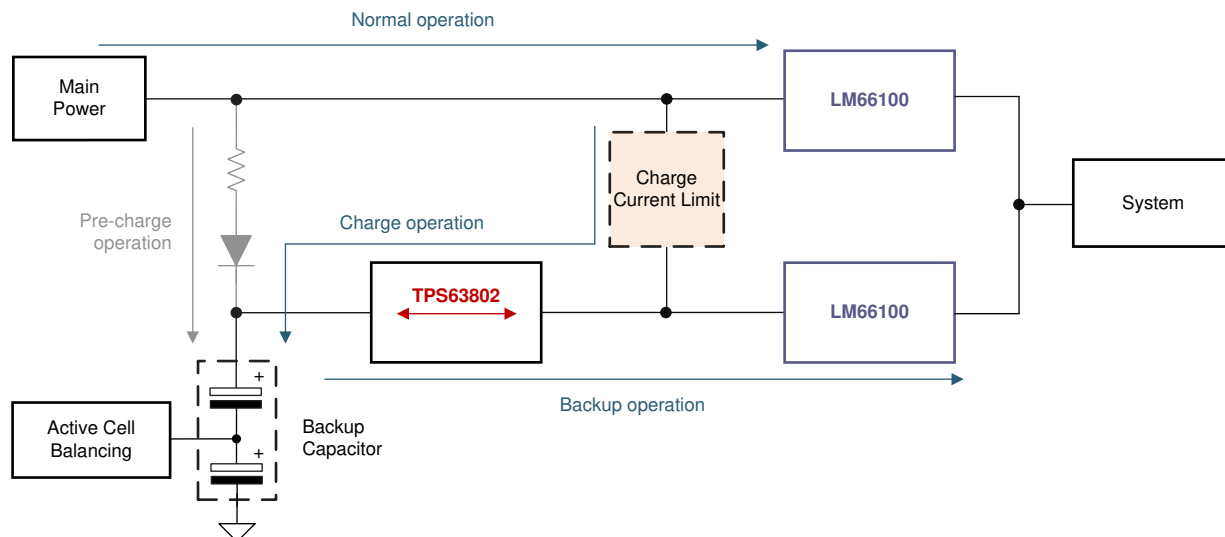 Normal operation
Main
Power
LM66100
Charge
Current Limit
Pre-charge
operation
Charge operation
System
TPS63802
LM66100
+
Backup operation
Active Cell
Balancing
Backup
Capacitor
+